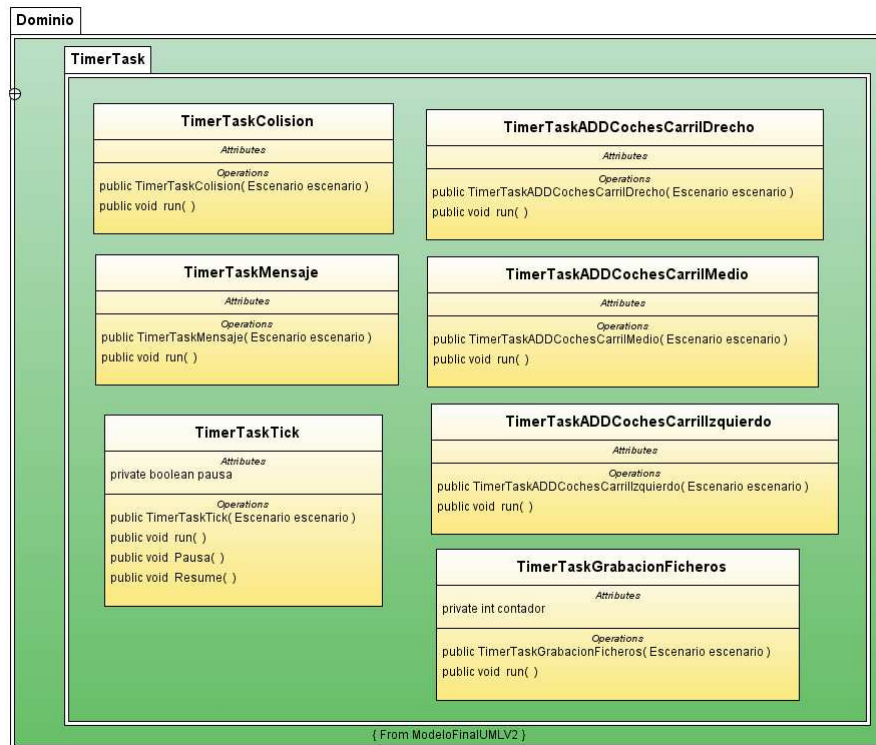 Dominio
TimerTask
TimerTaskColision
Attributes
Operations
public TimerTaskColision( Escenario escenario )
public void run( )
TimerTaskMensaje
Attributes
Operations
public TimerTaskMensaje( Escenario escenario )
public void run( )
TimerTaskTick
Attributes
private boolean pausa
Operations
public TimerTaskTick( Escenario escenario )
public void run( )
public void Pausa( )
public void Resume( )
TimerTaskADDCochesCarrilDrecho
Attributes
Operations
public TimerTaskADDCochesCarrilDrecho( Escenario escenario )
public void run( )
TimerTaskADDCochesCarrilMedio
Attributes
Operations
public TimerTaskADDCochesCarrilMedio( Escenario escenario )
public void run( )
TimerTaskADDCochesCarrilIzquierdo
Attributes
Operations
public TimerTaskADDCochesCarrilIzquierdo( Escenario escenario )
public void run( )
TimerTaskGrabacionFicheros
Attributes
private int contador
Operations
public TimerTaskGrabacionFicheros( Escenario escenario )
public void run( )
{ From ModeloFinalUMLV2 }